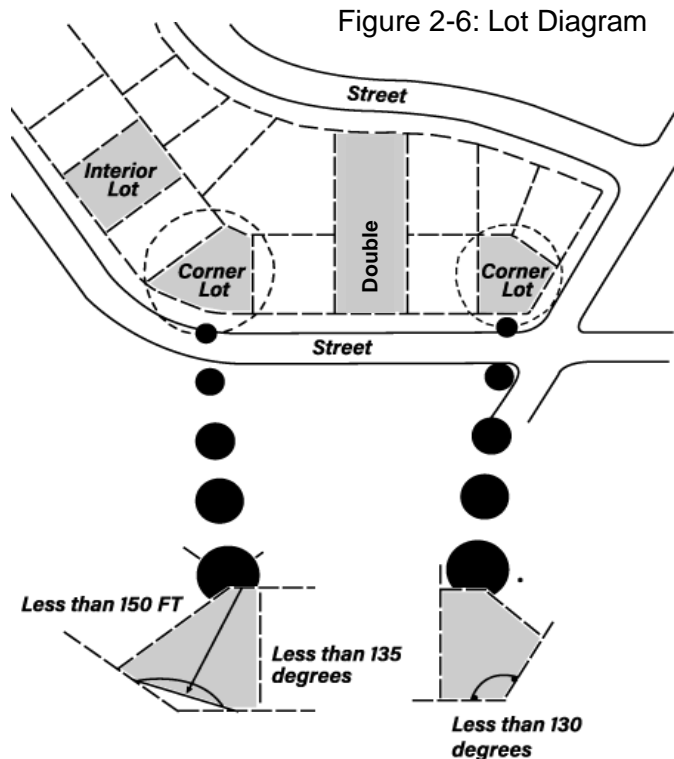 Figure 2-6: Lot Diagram
Street
Interior
Lot
Corner
Lot
Double
Corner
Lot
Street
Less than 150 FT
Less than 135
degrees
Less than 130
degrees